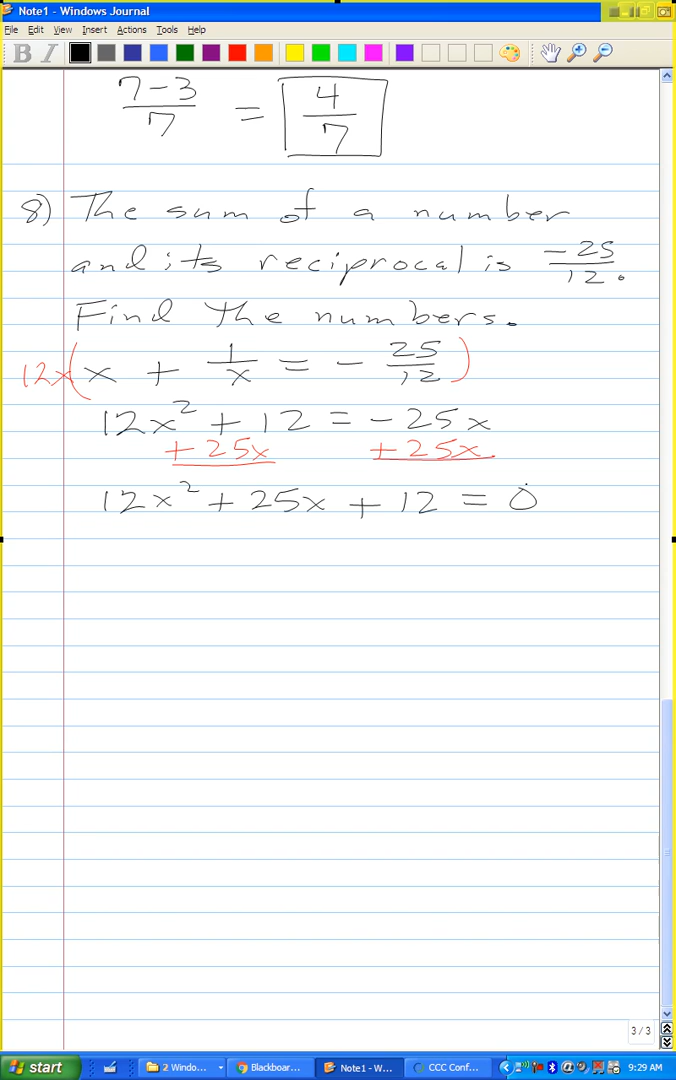 Note1 - Windows Journal
File Edit View Insert Actions Tools Help
B I
7-3/7 = 4/7
8) The sum of a number
and its reciprocal is -25/12.
Find the numbers.
12x(x + 1/x = - 25/12)
12x² + 12 = -25x
+25x +25x
12x² + 25x + 12 = 0
3 / 3
start 2 Windo... Blackboar... Note1 - W... CCC Conf... 9:29 AM